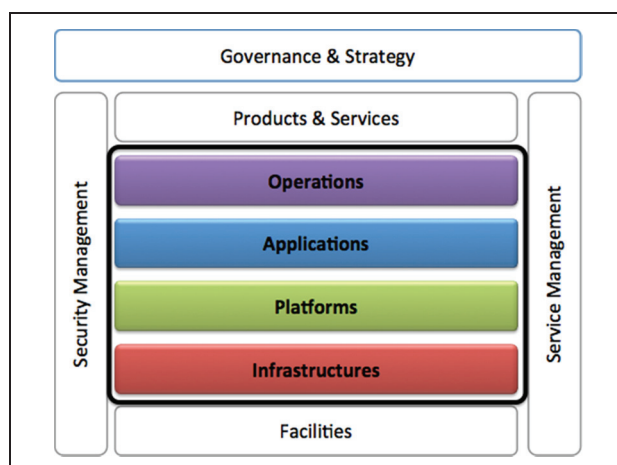 Governance & Strategy
Products & Services
Security Management
Operations
Applications
Platforms
Infrastructures
Service Management
Facilities